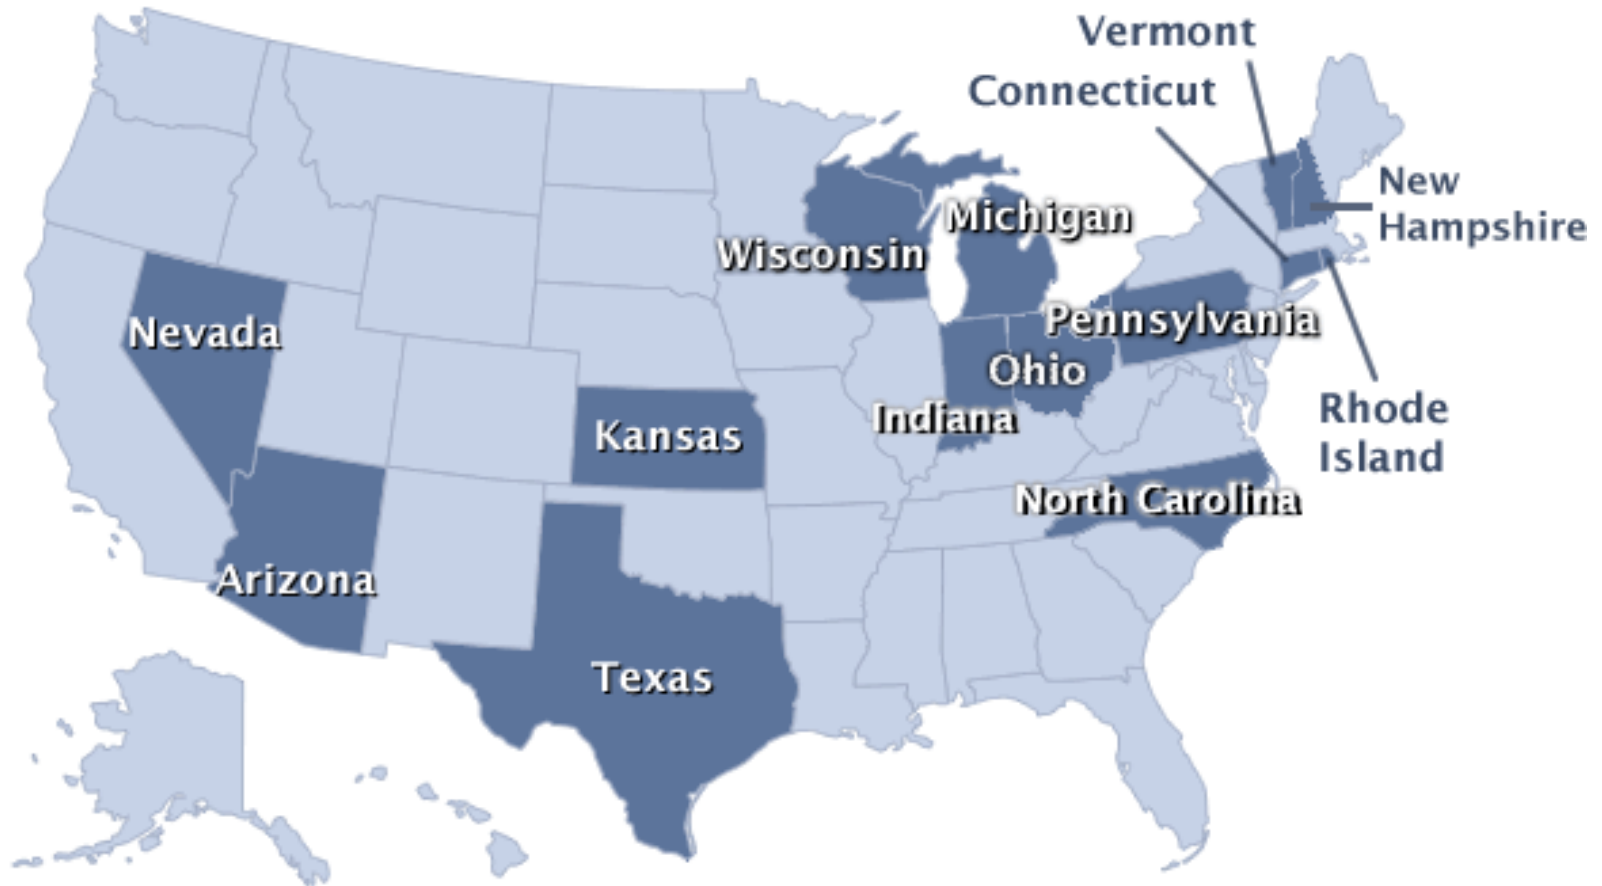 Vermont
Connecticut
New
Hampshire
Michigan
Wisconsin
Nevada
Pennsylvania
Ohio
Indiana
Kansas
Rhode
Island
North Carolina
Arizona
Texas